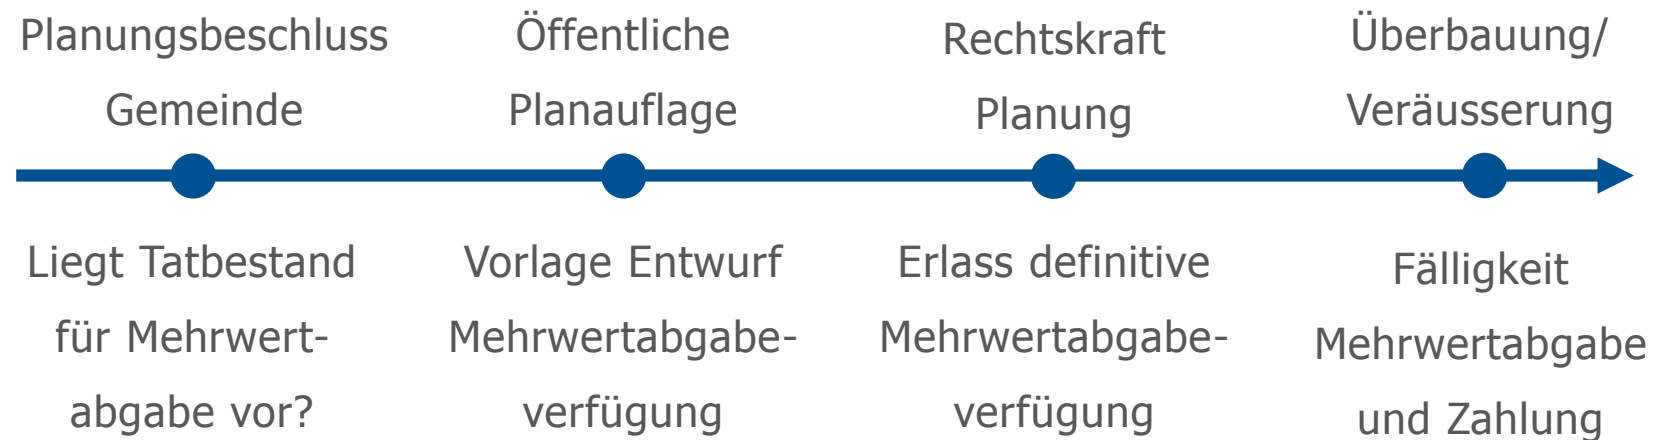 Planungsbeschluss
Gemeinde
Öffentliche
Planauflage
Rechtskraft
Planung
Überbauung/
Veräusserung
Liegt Tatbestand
für Mehrwert-
abgabe vor?
Vorlage Entwurf
Mehrwertabgabe-
verfügung
Erlass definitive
Mehrwertabgabe-
verfügung
Fälligkeit
Mehrwertabgabe
und Zahlung